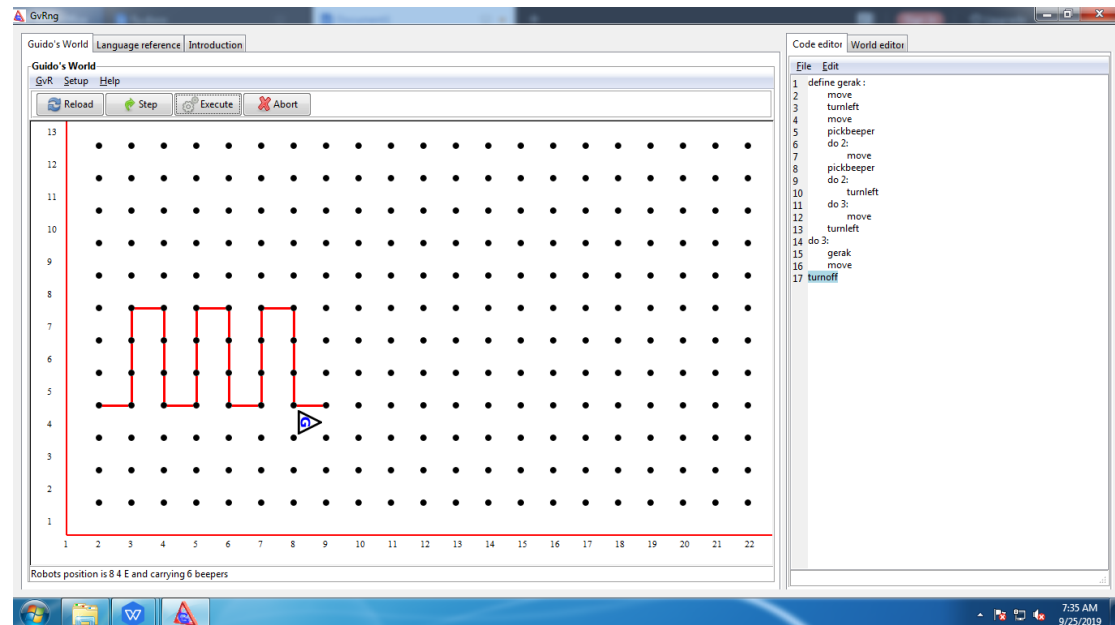 GvRng
Guido's World Language reference Introduction
Guido's World
GvR Setup Help
Reload Step Execute Abort
13
12
11
10
9
8
7
6
5
4
3
2
1
G
1 2 3 4 5 6 7 8 9 10 11 12 13 14 15 16 17 18 19 20 21 22
Robots position is 8 4 E and carrying 6 beepers
Code editor World editor
File Edit
1 define gerak :
2 move
3 turnleft
4 move
5 pickbeeper
6 do 2:
7 move
8 pickbeeper
9 do 2:
10 turnleft
11 do 3:
12 move
13 turnleft
14 do 3:
15 gerak
16 move
17 turnoff
7:35 AM
9/25/2019